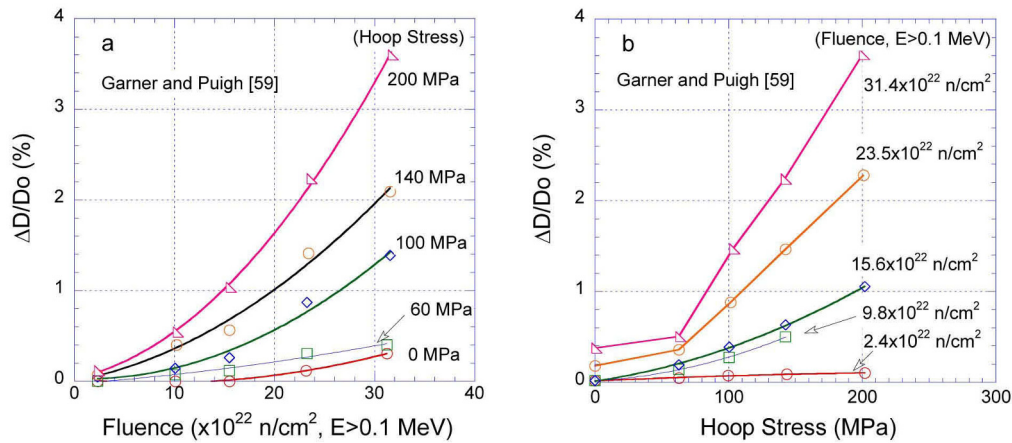 4
3
2
1
0
ΔD/Do (%)
a
(Hoop Stress)
Garner and Puigh [59]
200 MPa
140 MPa
100 MPa
60 MPa
0 MPa
0
10
20
30
40
Fluence (x10²² n/cm², E>0.1 MeV)
4
3
2
1
0
ΔD/Do (%)
b
(Fluence, E>0.1 MeV)
Garner and Puigh [59]
31.4x10²² n/cm²
23.5x10²² n/cm²
15.6x10²² n/cm²
9.8x10²² n/cm²
2.4x10²² n/cm²
0
100
200
300
Hoop Stress (MPa)